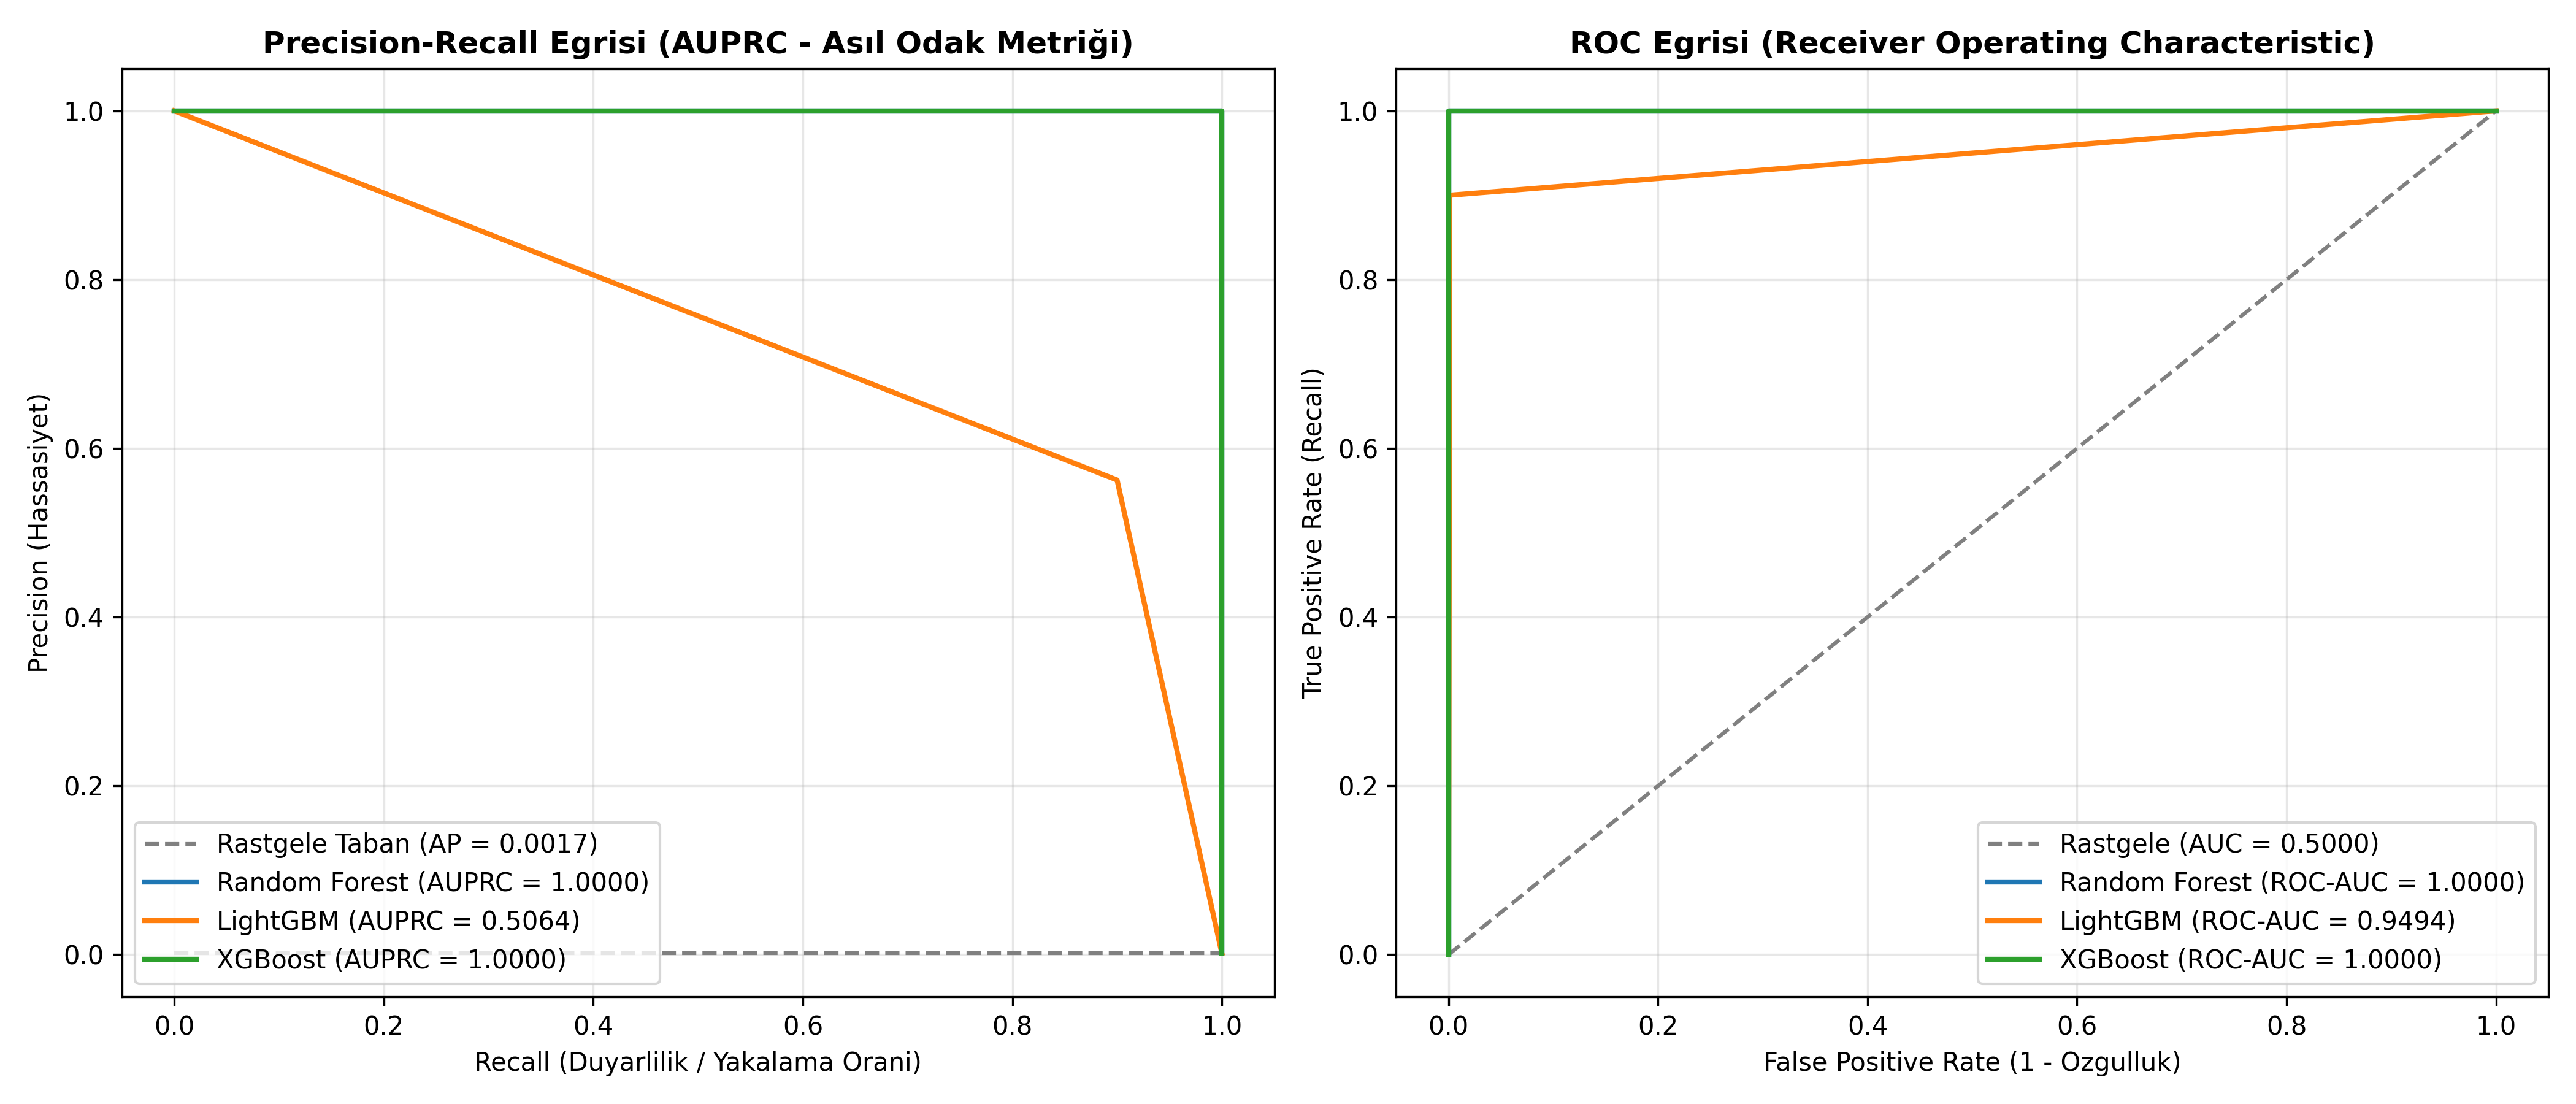 Precision-Recall Egrisi (AUPRC - Asıl Odak Metriği)
1.0
0.8
0.6
0.4
0.2
0.0
Precision (Hassasiyet)
Rastgele Taban (AP = 0.0017)
Random Forest (AUPRC = 1.0000)
LightGBM (AUPRC = 0.5064)
XGBoost (AUPRC = 1.0000)
0.0 0.2 0.4 0.6 0.8 1.0
Recall (Duyarlilik / Yakalama Orani)
ROC Egrisi (Receiver Operating Characteristic)
1.0
0.8
0.6
0.4
0.2
0.0
True Positive Rate (Recall)
Rastgele (AUC = 0.5000)
Random Forest (ROC-AUC = 1.0000)
LightGBM (ROC-AUC = 0.9494)
XGBoost (ROC-AUC = 1.0000)
0.0 0.2 0.4 0.6 0.8 1.0
False Positive Rate (1 - Ozgulluk)